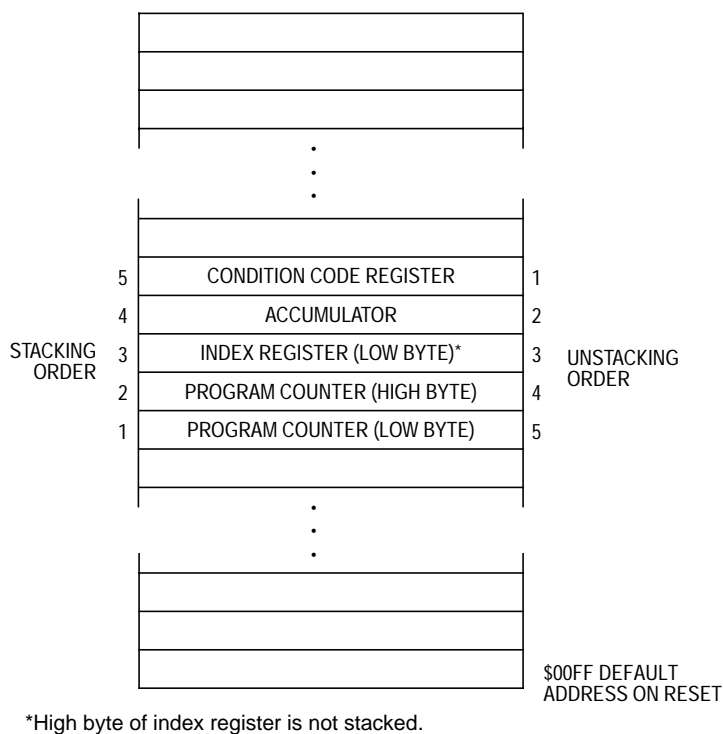 5 CONDITION CODE REGISTER 1
4 ACCUMULATOR 2
STACKING ORDER
3 INDEX REGISTER (LOW BYTE)* 3
UNSTACKING ORDER
2 PROGRAM COUNTER (HIGH BYTE) 4
1 PROGRAM COUNTER (LOW BYTE) 5
$00FF DEFAULT
ADDRESS ON RESET
*High byte of index register is not stacked.